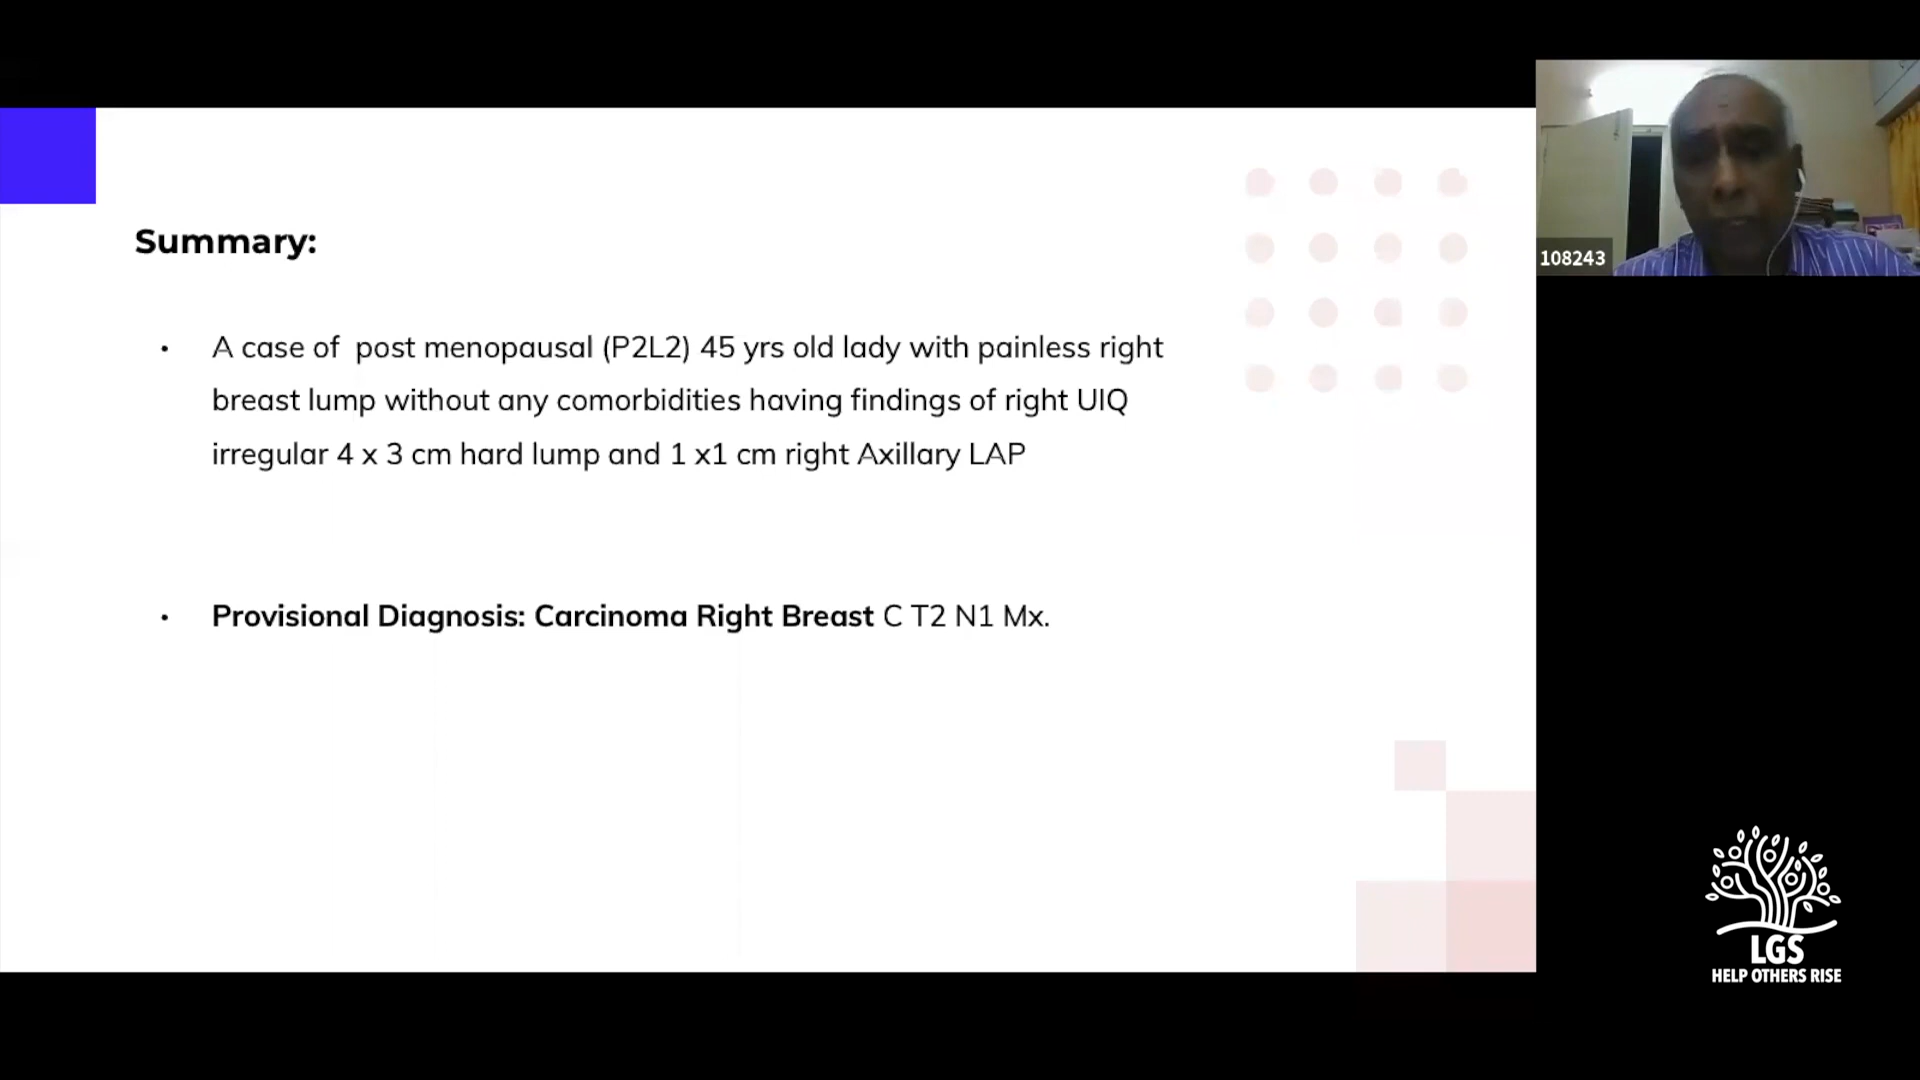 Summary:
• A case of  post menopausal (P2L2) 45 yrs old lady with painless right
breast lump without any comorbidities having findings of right UIQ
irregular 4 x 3 cm hard lump and 1 x1 cm right Axillary LAP
• Provisional Diagnosis: Carcinoma Right Breast C T2 N1 Mx.
108243
LGS
HELP OTHERS RISE